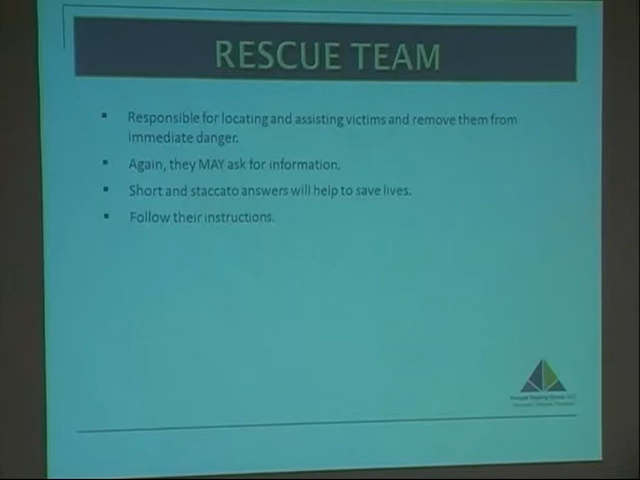 RESCUE TEAM
Responsible for locating and assisting victims and remove them from
immediate danger.
Again, they MAY ask for information.
Short and staccato answers will help to save lives.
Follow their instructions.